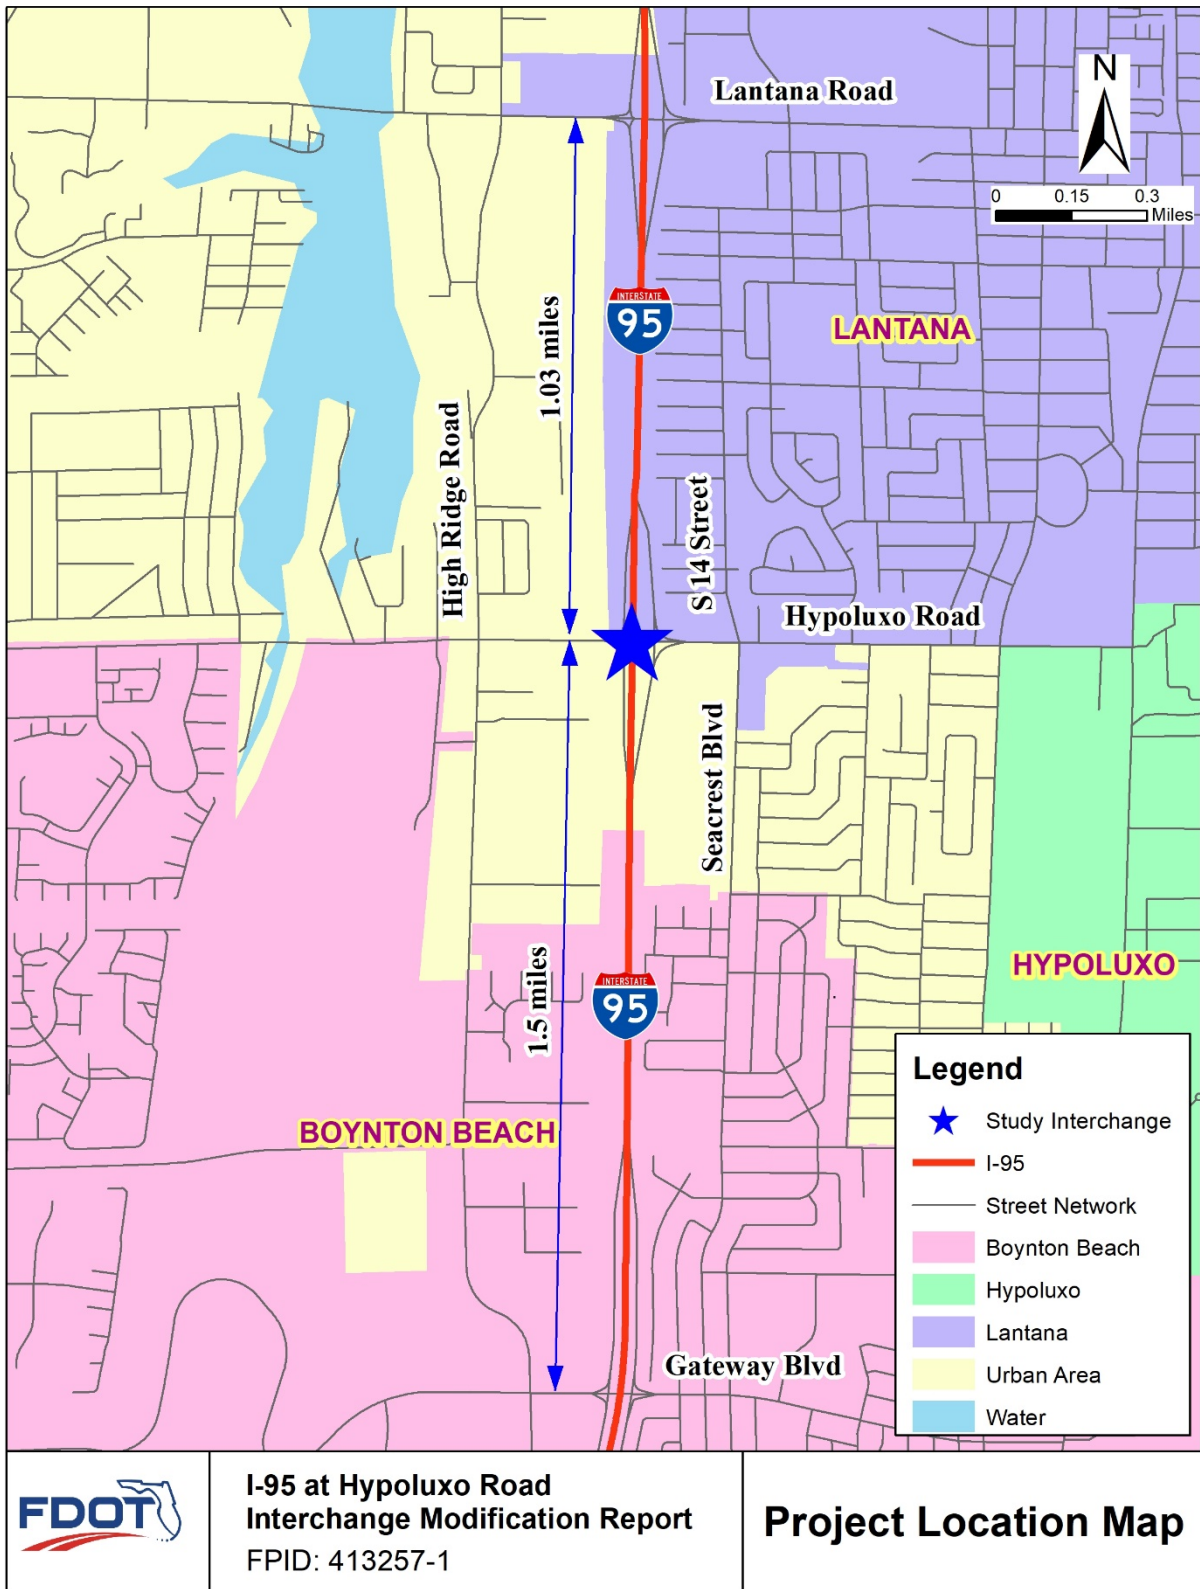 Lantana Road
N
0 0.15 0.3
Miles
INTERSTATE
95
LANTANA
1.03 miles
High Ridge Road
S 14 Street
Hypoluxo Road
Seacrest Blvd
HYPOLUXO
INTERSTATE
95
1.5 miles
BOYNTON BEACH
Gateway Blvd
Legend
Study Interchange
I-95
Street Network
Boynton Beach
Hypoluxo
Lantana
Urban Area
Water
FDOT
I-95 at Hypoluxo Road
Interchange Modification Report
FPID: 413257-1
Project Location Map